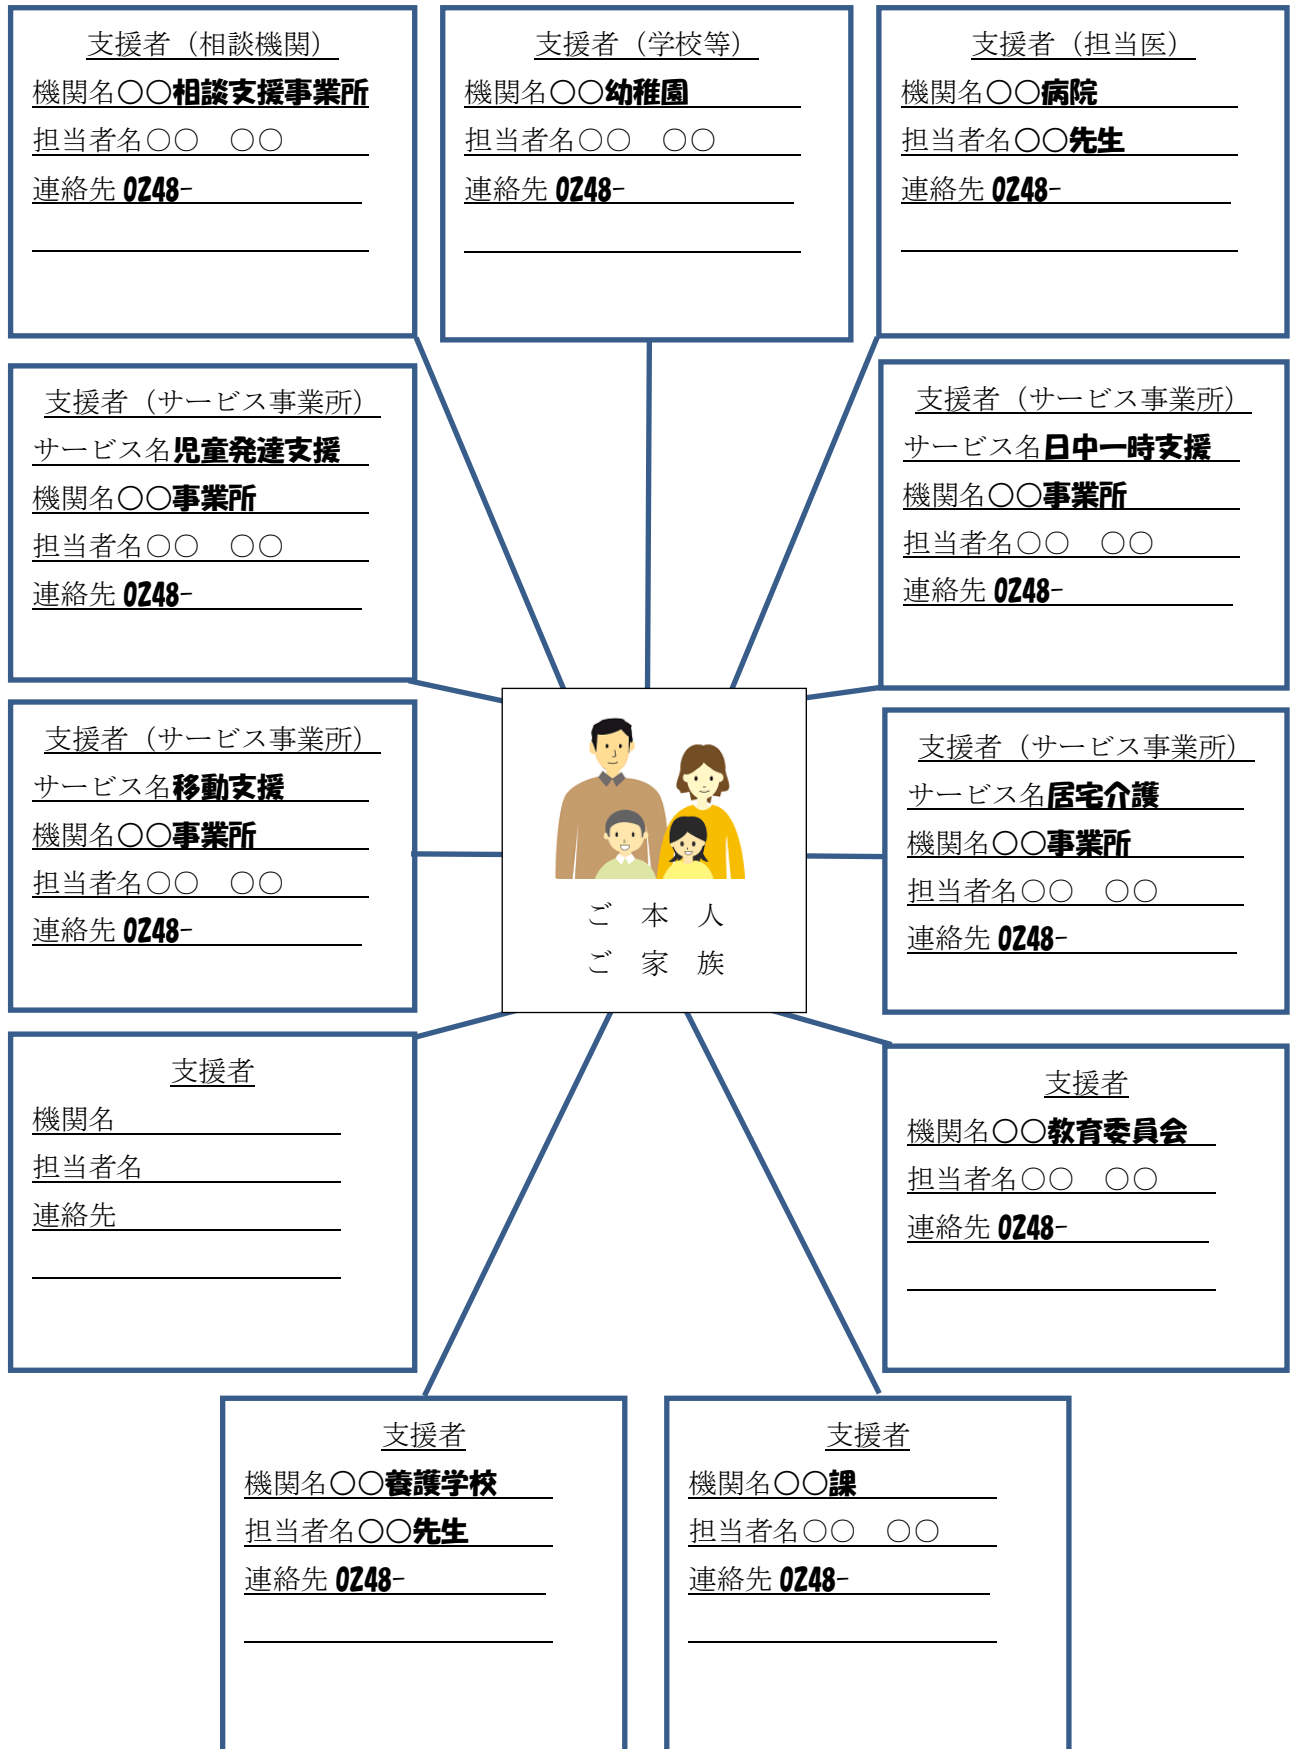 支援者（相談機関）
機関名〇〇相談支援事業所
担当者名〇〇　〇〇
連絡先 0248-
支援者（学校等）
機関名〇〇幼稚園
担当者名〇〇　〇〇
連絡先 0248-
支援者（担当医）
機関名〇〇病院
担当者名〇〇先生
連絡先 0248-
支援者（サービス事業所）
サービス名児童発達支援
機関名〇〇事業所
担当者名〇〇　〇〇
連絡先 0248-
支援者（サービス事業所）
サービス名日中一時支援
機関名〇〇事業所
担当者名〇〇　〇〇
連絡先 0248-
支援者（サービス事業所）
サービス名移動支援
機関名〇〇事業所
担当者名〇〇　〇〇
連絡先 0248-
ご　本　人
ご　家　族
支援者（サービス事業所）
サービス名居宅介護
機関名〇〇事業所
担当者名〇〇　〇〇
連絡先 0248-
支援者
機関名
担当者名
連絡先
支援者
機関名〇〇教育委員会
担当者名〇〇　〇〇
連絡先 0248-
支援者
機関名〇〇養護学校
担当者名〇〇先生
連絡先 0248-
支援者
機関名〇〇課
担当者名〇〇　〇〇
連絡先 0248-